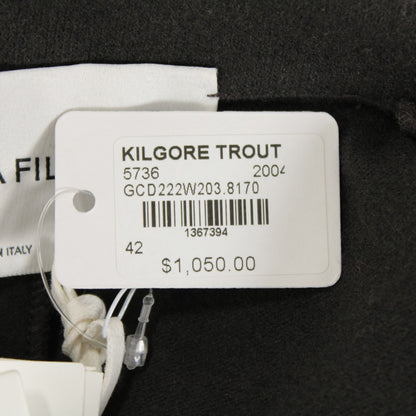 KILGORE TROUT
5736 2004
GCD222W203.8170
1367394
42
$1,050.00
A FIL
N ITALY